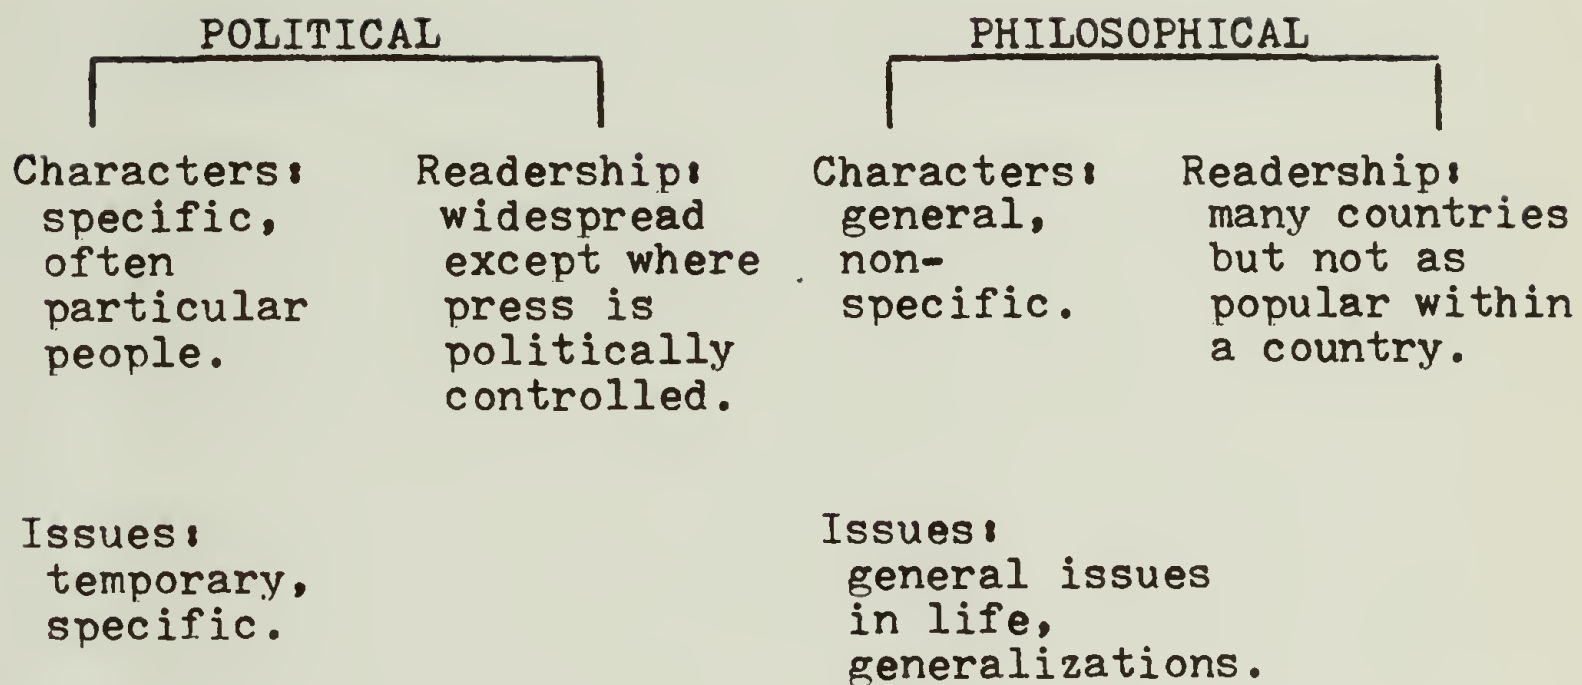 POLITICAL
Characters:
specific,
often
particular
people.
Readership:
widespread
except where
press is
politically
controlled.
Issues:
temporary,
specific.
PHILOSOPHICAL
Characters:
general,
non-
specific.
Readership:
many countries
but not as
popular within
a country.
Issues:
general issues
in life,
generalizations.